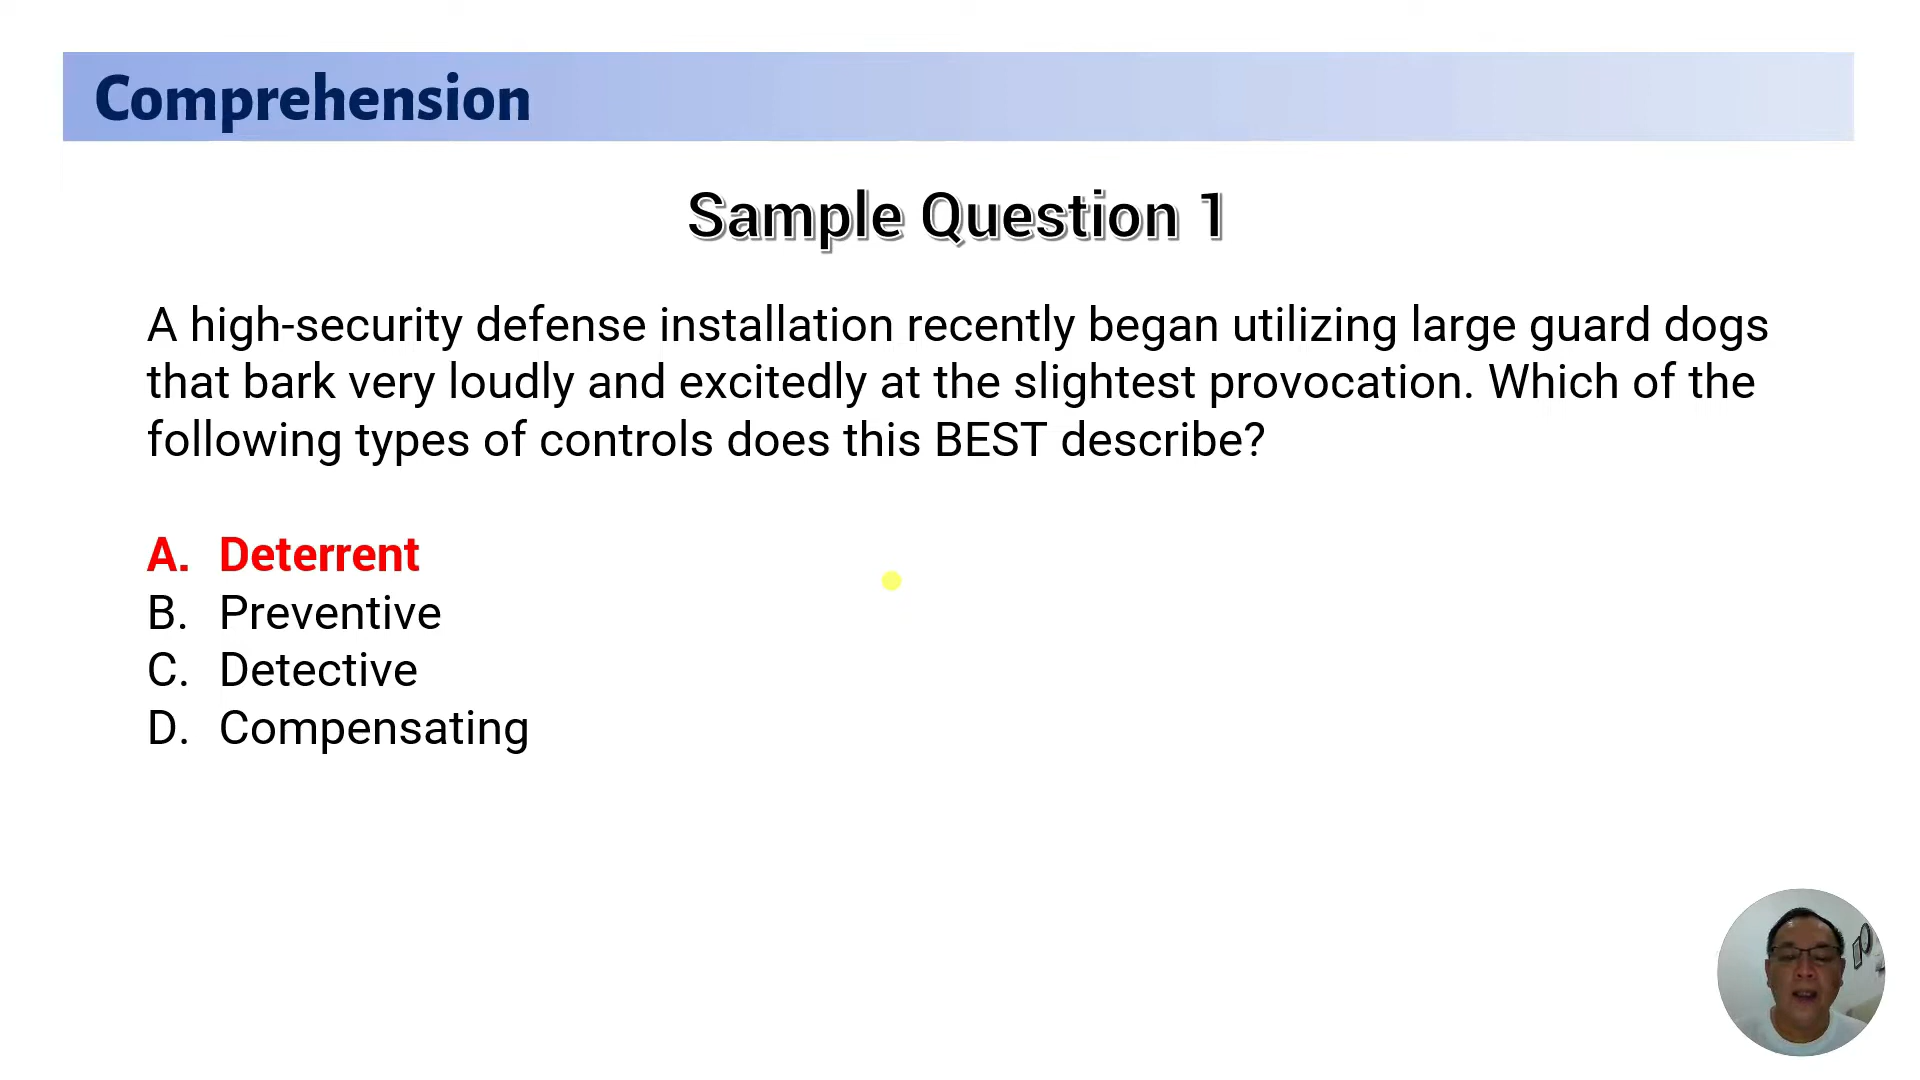 Comprehension
Sample Question 1
A high-security defense installation recently began utilizing large guard dogs
that bark very loudly and excitedly at the slightest provocation. Which of the
following types of controls does this BEST describe?
A. Deterrent
B. Preventive
C. Detective
D. Compensating